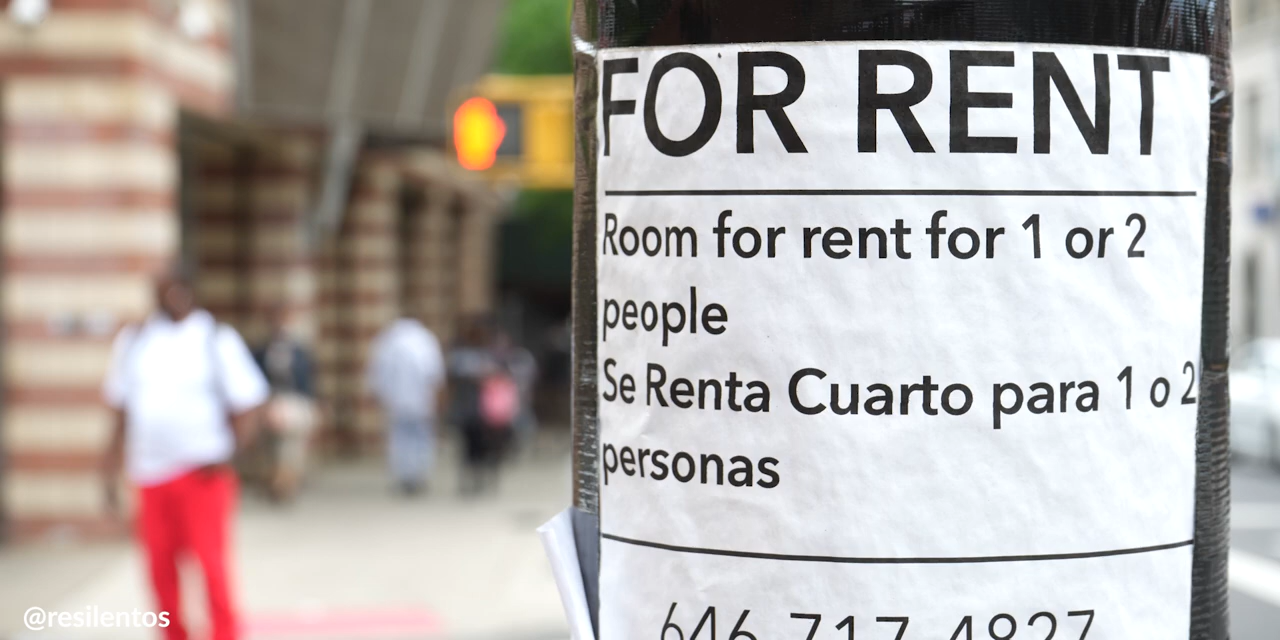 FOR RENT
Room for rent for 1 or 2
people
Se Renta Cuarto para 1 o 2
personas
646 717 4827
@resilentos